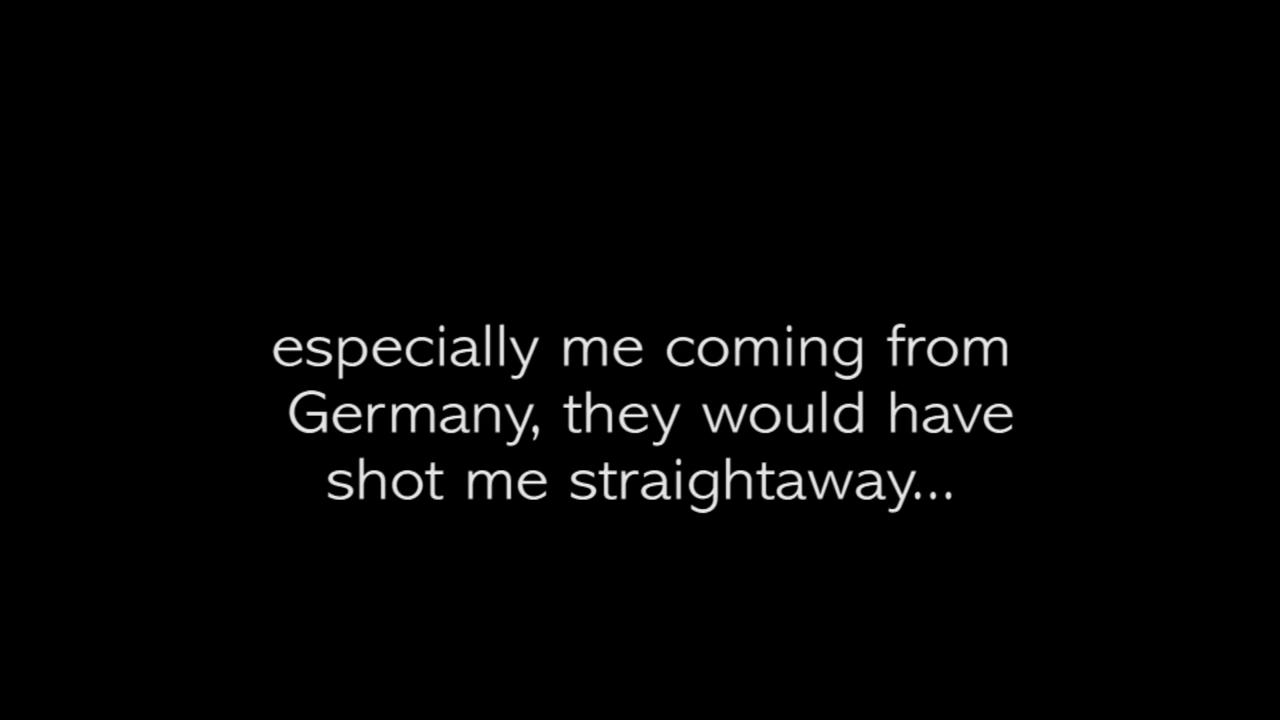 especially me coming from
Germany, they would have
shot me straightaway...